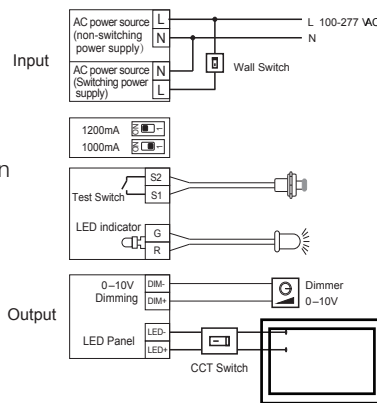 AC power source
(non-switching
power supply)
L
N
L 100-277 VAC
N
Input
Wall Switch
AC power source
(Switching power
supply)
N
L
1200mA
ON
1
1000mA
ON
1
n
Test Switch
S2
S1
LED indicator
G
R
0–10V
Dimming
DIM-
DIM+
Dimmer
0–10V
Output
LED Panel
LED-
LED+
CCT Switch